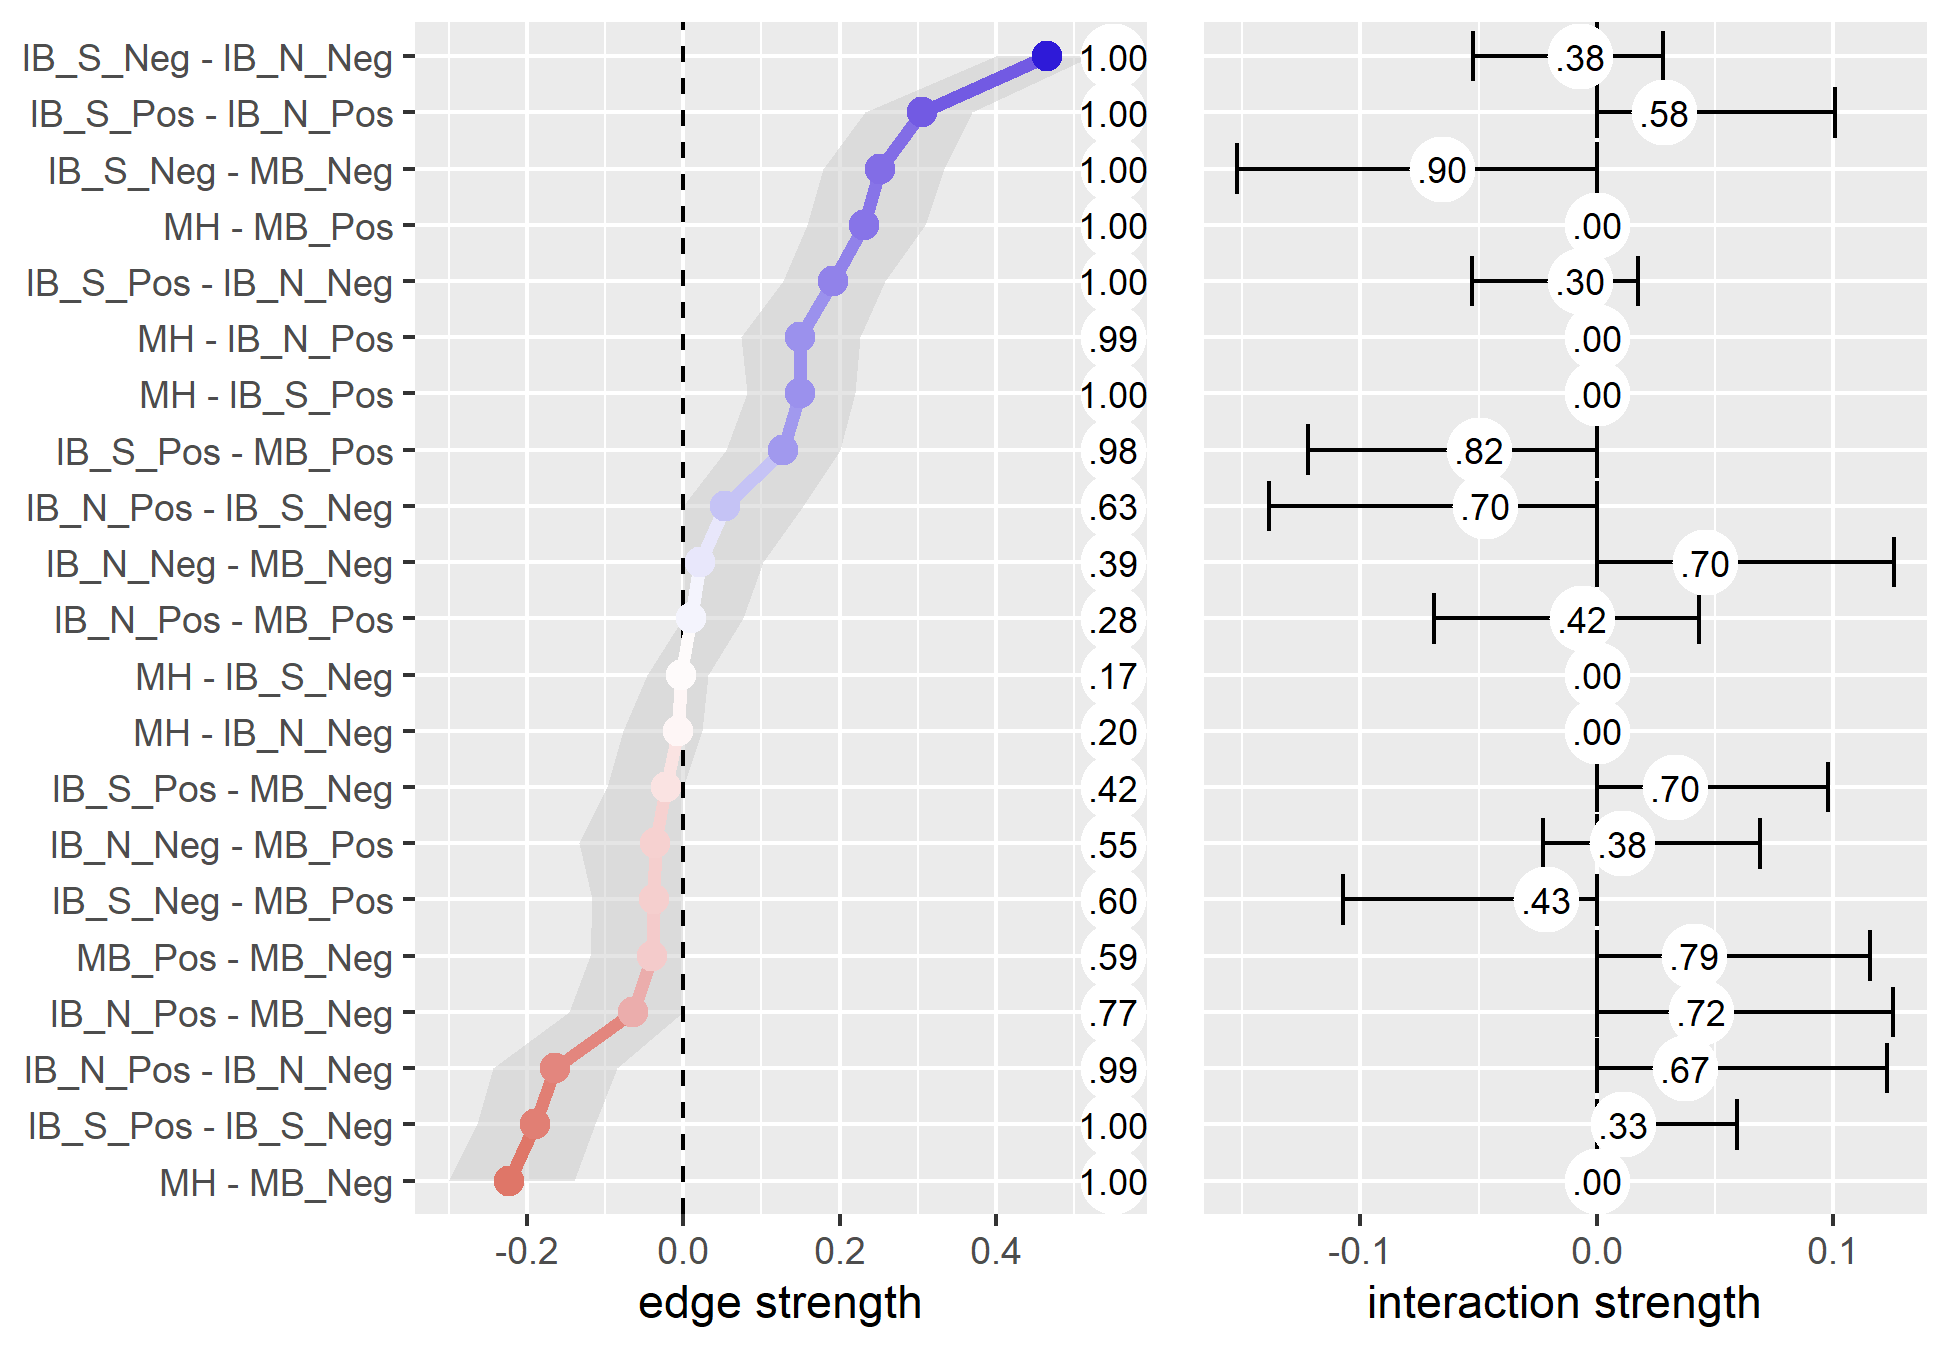 IB_S_Neg - IB_N_Neg 1.00 .38
IB_S_Pos - IB_N_Pos 1.00 .58
IB_S_Neg - MB_Neg 1.00 .90
MH - MB_Pos 1.00 .00
IB_S_Pos - IB_N_Neg 1.00 .30
MH - IB_N_Pos .99 .00
MH - IB_S_Pos 1.00 .00
IB_S_Pos - MB_Pos .98 .82
IB_N_Pos - IB_S_Neg .63 .70
IB_N_Neg - MB_Neg .39 .70
IB_N_Pos - MB_Pos .28 .42
MH - IB_S_Neg .17 .00
MH - IB_N_Neg .20 .00
IB_S_Pos - MB_Neg .42 .70
IB_N_Neg - MB_Pos .55 .38
IB_S_Neg - MB_Pos .60 .43
MB_Pos - MB_Neg .59 .79
IB_N_Pos - MB_Neg .77 .72
IB_N_Pos - IB_N_Neg .99 .67
IB_S_Pos - IB_S_Neg 1.00 .33
MH - MB_Neg 1.00 .00
-0.2 0.0 0.2 0.4 -0.1 0.0 0.1
edge strength interaction strength